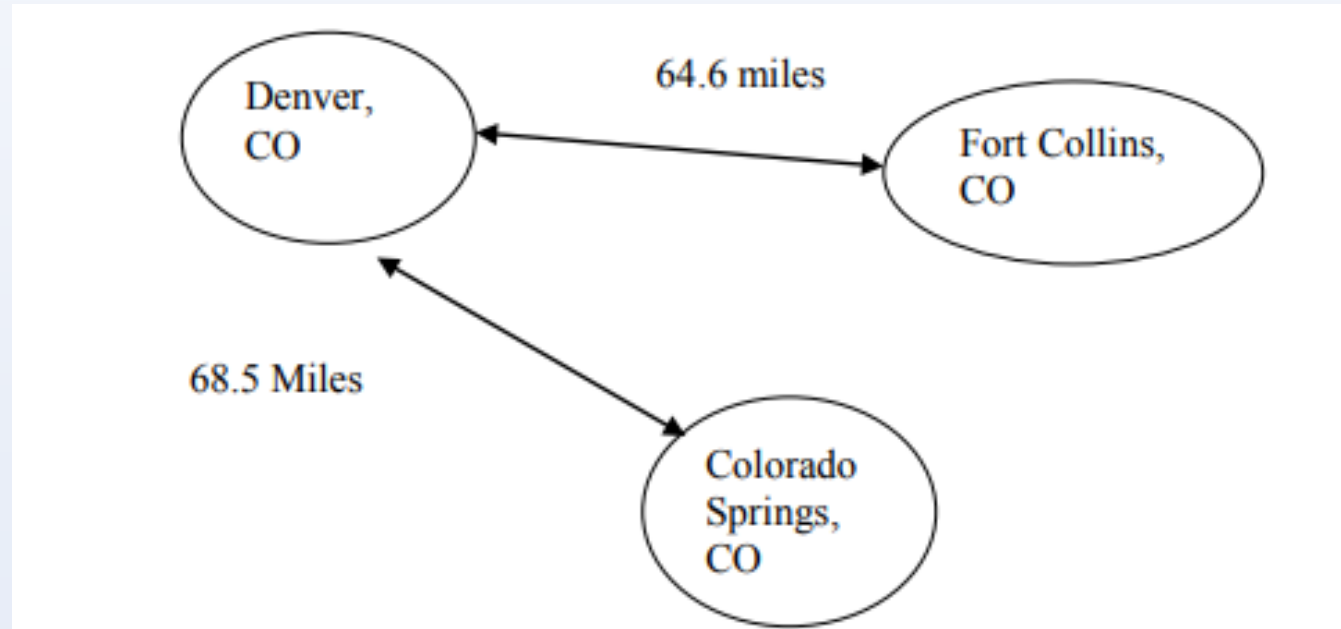 Denver,
CO
64.6 miles
Fort Collins,
CO
68.5 Miles
Colorado
Springs,
CO